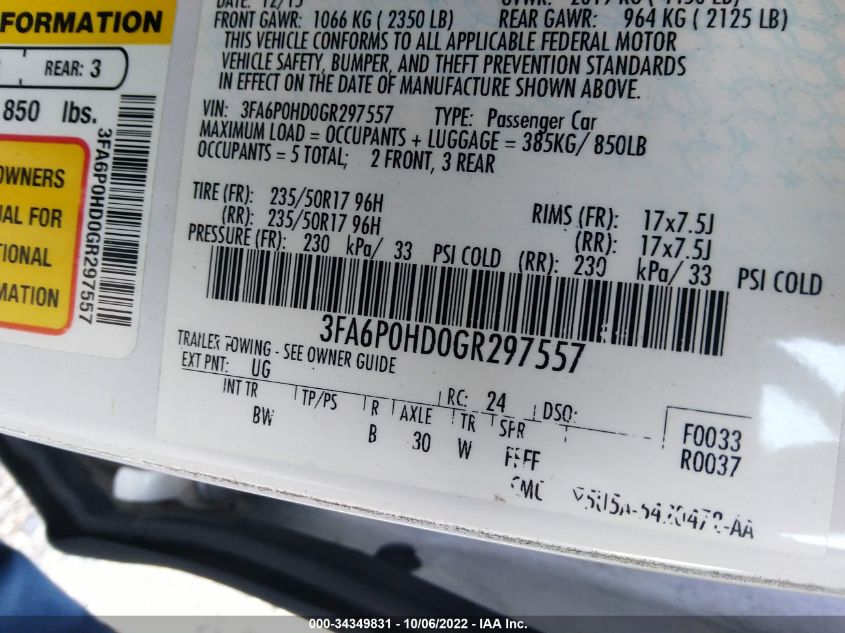 FORMATION
REAR: 3
850 lbs.
OWNERS
UAL FOR
TIONAL
MATION
3FA6P0HD0GR297557
DATE: 12/15
FRONT GAWR: 1066 KG ( 2350 LB) REAR GAWR: 964 KG ( 2125 LB)
THIS VEHICLE CONFORMS TO ALL APPLICABLE FEDERAL MOTOR
VEHICLE SAFETY, BUMPER, AND THEFT PREVENTION STANDARDS
IN EFFECT ON THE DATE OF MANUFACTURE SHOWN ABOVE.
VIN: 3FA6P0HD0GR297557 TYPE: Passenger Car
MAXIMUM LOAD = OCCUPANTS + LUGGAGE = 385KG/ 850LB
OCCUPANTS = 5 TOTAL; 2 FRONT, 3 REAR
TIRE (FR): 235/50R17 96H RIMS (FR): 17x7.5J
(RR): 235/50R17 96H (RR): 17x7.5J
PRESSURE (FR): 230 kPa/ 33 PSI COLD (RR): 230 kPa/ 33 PSI COLD
3FA6P0HD0GR297557
TRAILER TOWING - SEE OWNER GUIDE
EXT PNT: UG RC: 24 DSO:
INT TR TP/PS R AXLE TR SPR
BW B 30 W FFFF
F0033
R0037
000-34349831 - 10/06/2022 - IAA Inc.